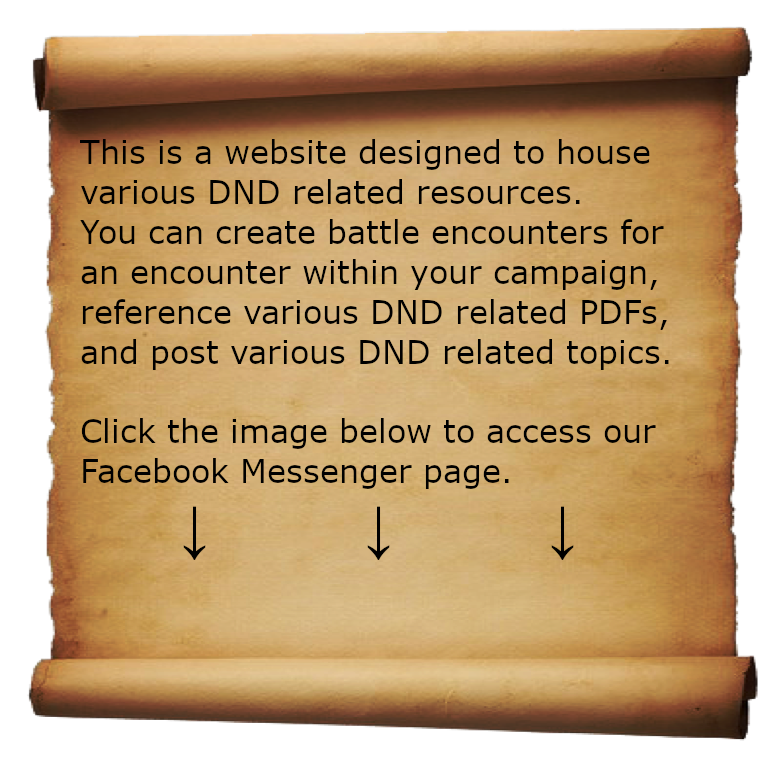 This is a website designed to house
various DND related resources.
You can create battle encounters for
an encounter within your campaign,
reference various DND related PDFs,
and post various DND related topics.
Click the image below to access our
Facebook Messenger page.
↓ ↓ ↓